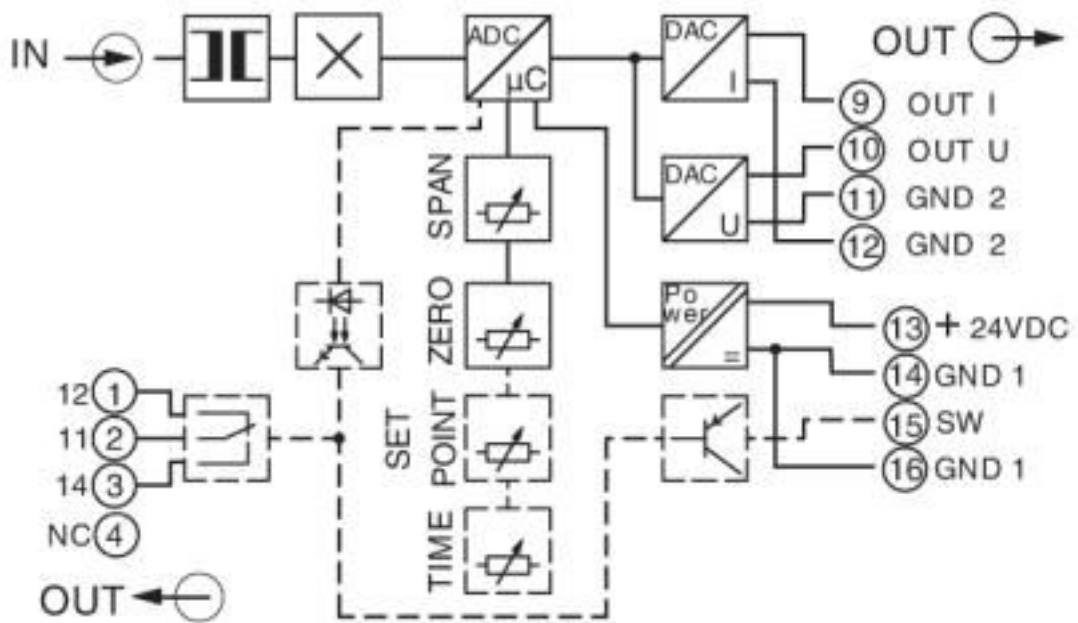 IN
ADC
µC
DAC
I
OUT
9 OUT I
10 OUT U
11 GND 2
12 GND 2
DAC
U
SPAN
ZERO
SET
POINT
TIME
Po
wer
=
13 + 24VDC
14 GND 1
15 SW
16 GND 1
12 1
11 2
14 3
NC 4
OUT